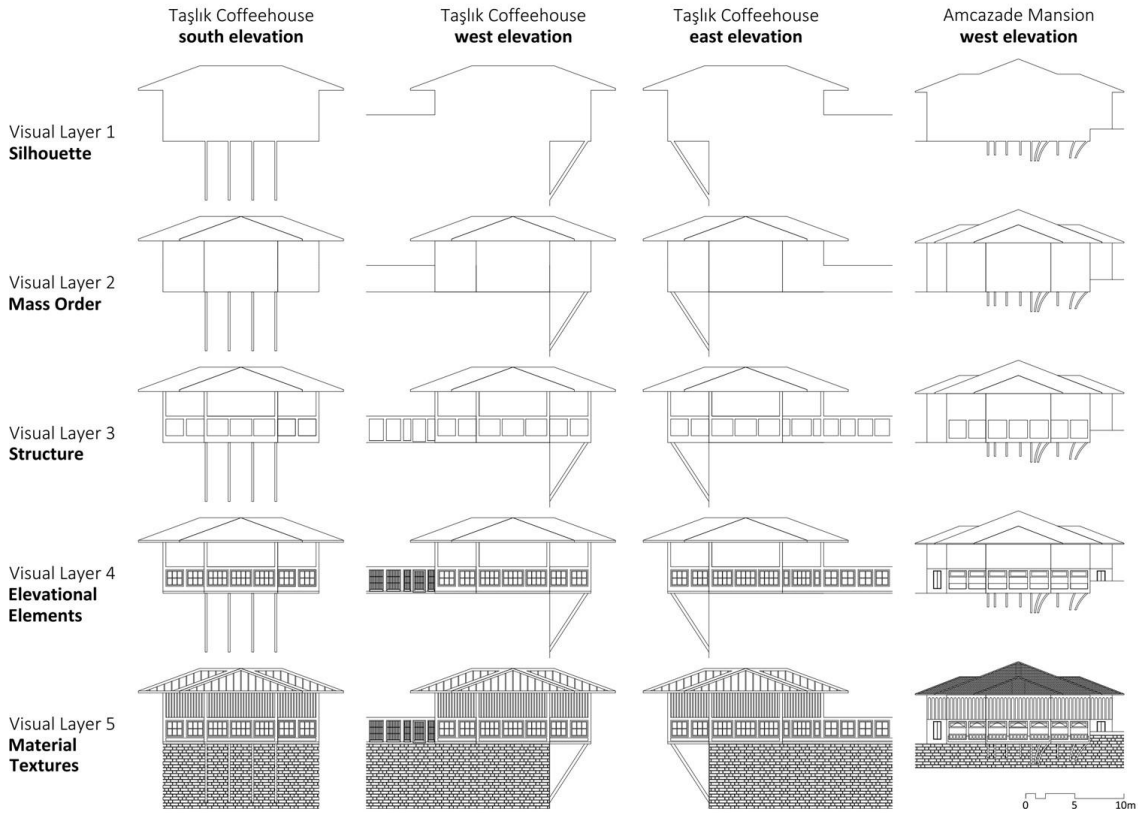 Taşlık Coffeehouse
south elevation
Taşlık Coffeehouse
west elevation
Taşlık Coffeehouse
east elevation
Amcazade Mansion
west elevation
Visual Layer 1
Silhouette
Visual Layer 2
Mass Order
Visual Layer 3
Structure
Visual Layer 4
Elevational
Elements
Visual Layer 5
Material
Textures
0 5 10m